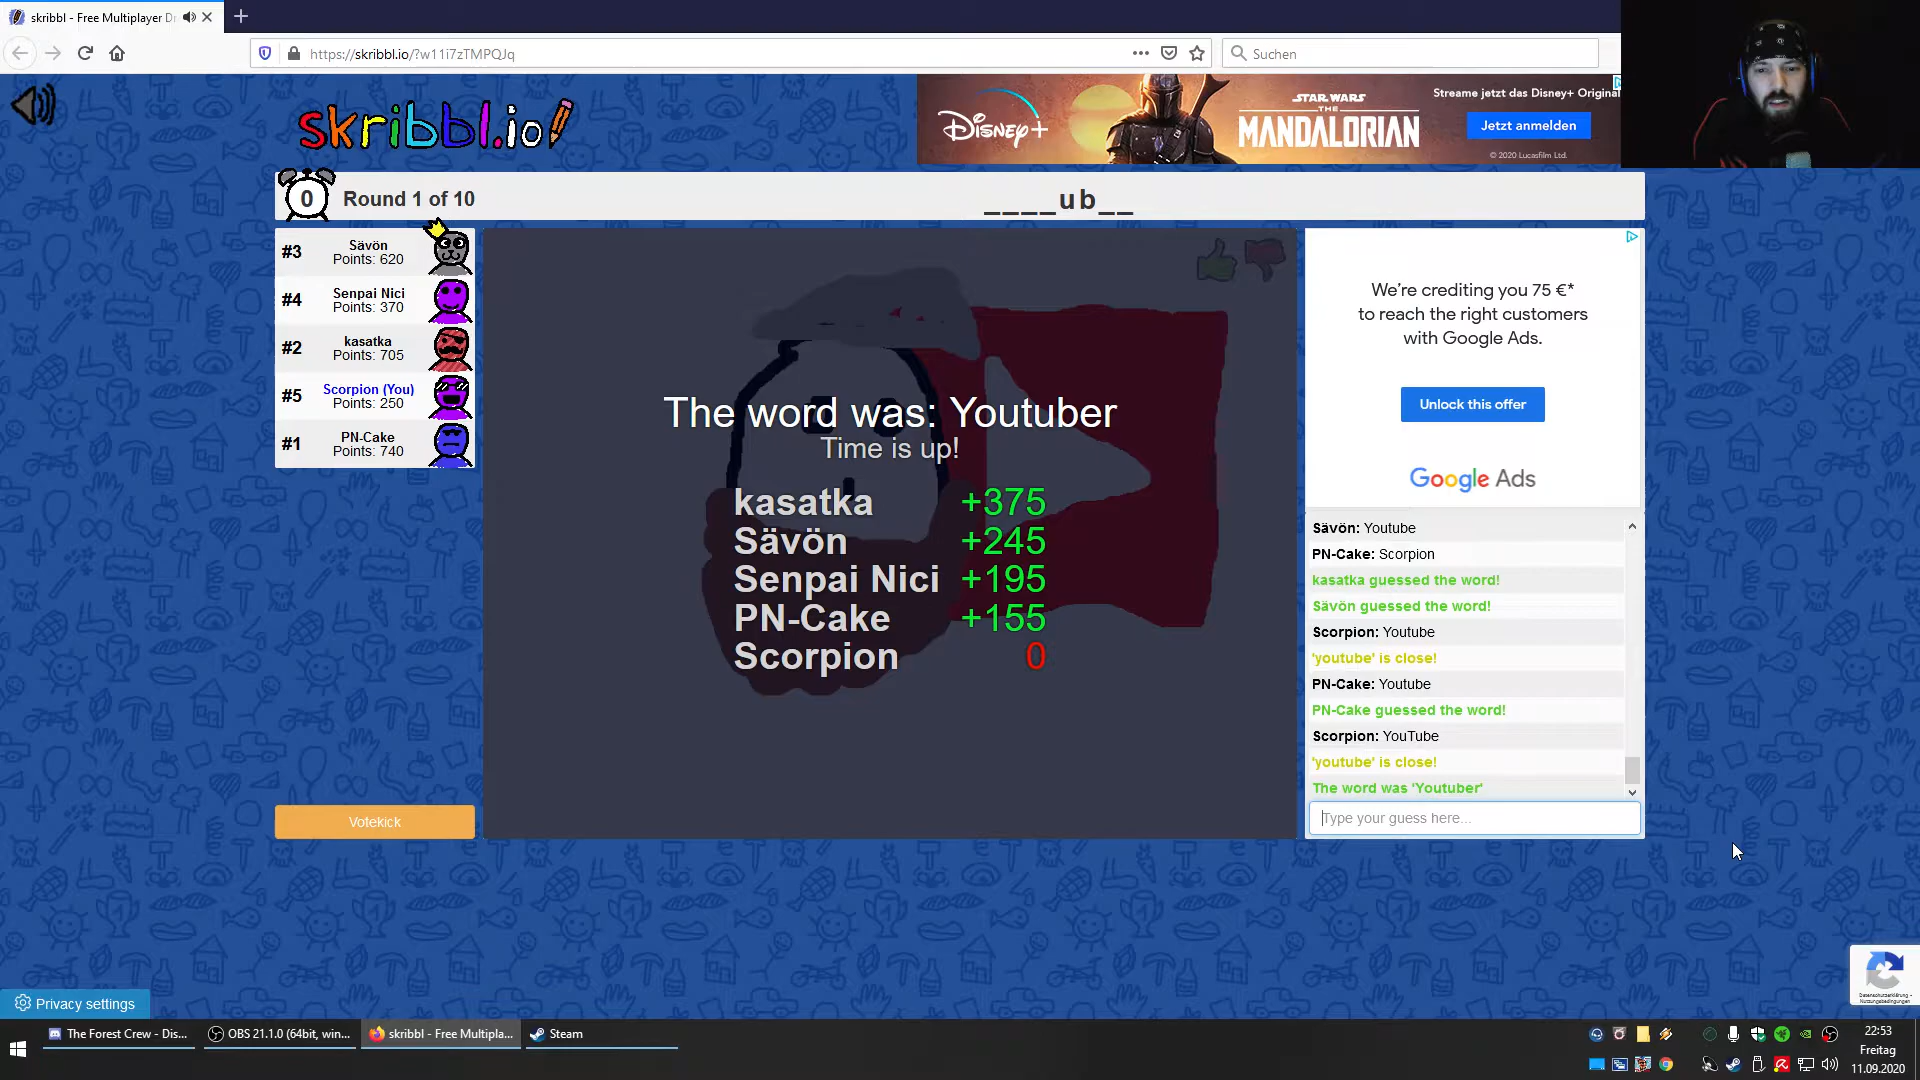 skribbl - Free Multiplayer Dr
https://skribbl.io/?w11i7zTMPQJq
Suchen
skribbl.io
Disney+
STAR WARS
THE
MANDALORIAN
Streame jetzt das Disney+ Original
Jetzt anmelden
© 2020 Lucasfilm Ltd.
0
Round 1 of 10
____ub__
#3
Sävön
Points: 620
#4
Senpai Nici
Points: 370
#2
kasatka
Points: 705
#5
Scorpion (You)
Points: 250
#1
PN-Cake
Points: 740
Votekick
The word was: Youtuber
Time is up!
kasatka +375
Sävön +245
Senpai Nici +195
PN-Cake +155
Scorpion 0
We're crediting you 75 €*
to reach the right customers
with Google Ads.
Unlock this offer
Google Ads
Sävön: Youtube
PN-Cake: Scorpion
kasatka guessed the word!
Sävön guessed the word!
Scorpion: Youtube
'youtube' is close!
PN-Cake: Youtube
PN-Cake guessed the word!
Scorpion: YouTube
'youtube' is close!
The word was 'Youtuber'
Type your guess here...
Datenschutzerklärung -
Nutzungsbedingungen
Privacy settings
The Forest Crew - Dis...
OBS 21.1.0 (64bit, win...
skribbl - Free Multipla...
Steam
22:53
Freitag
11.09.2020